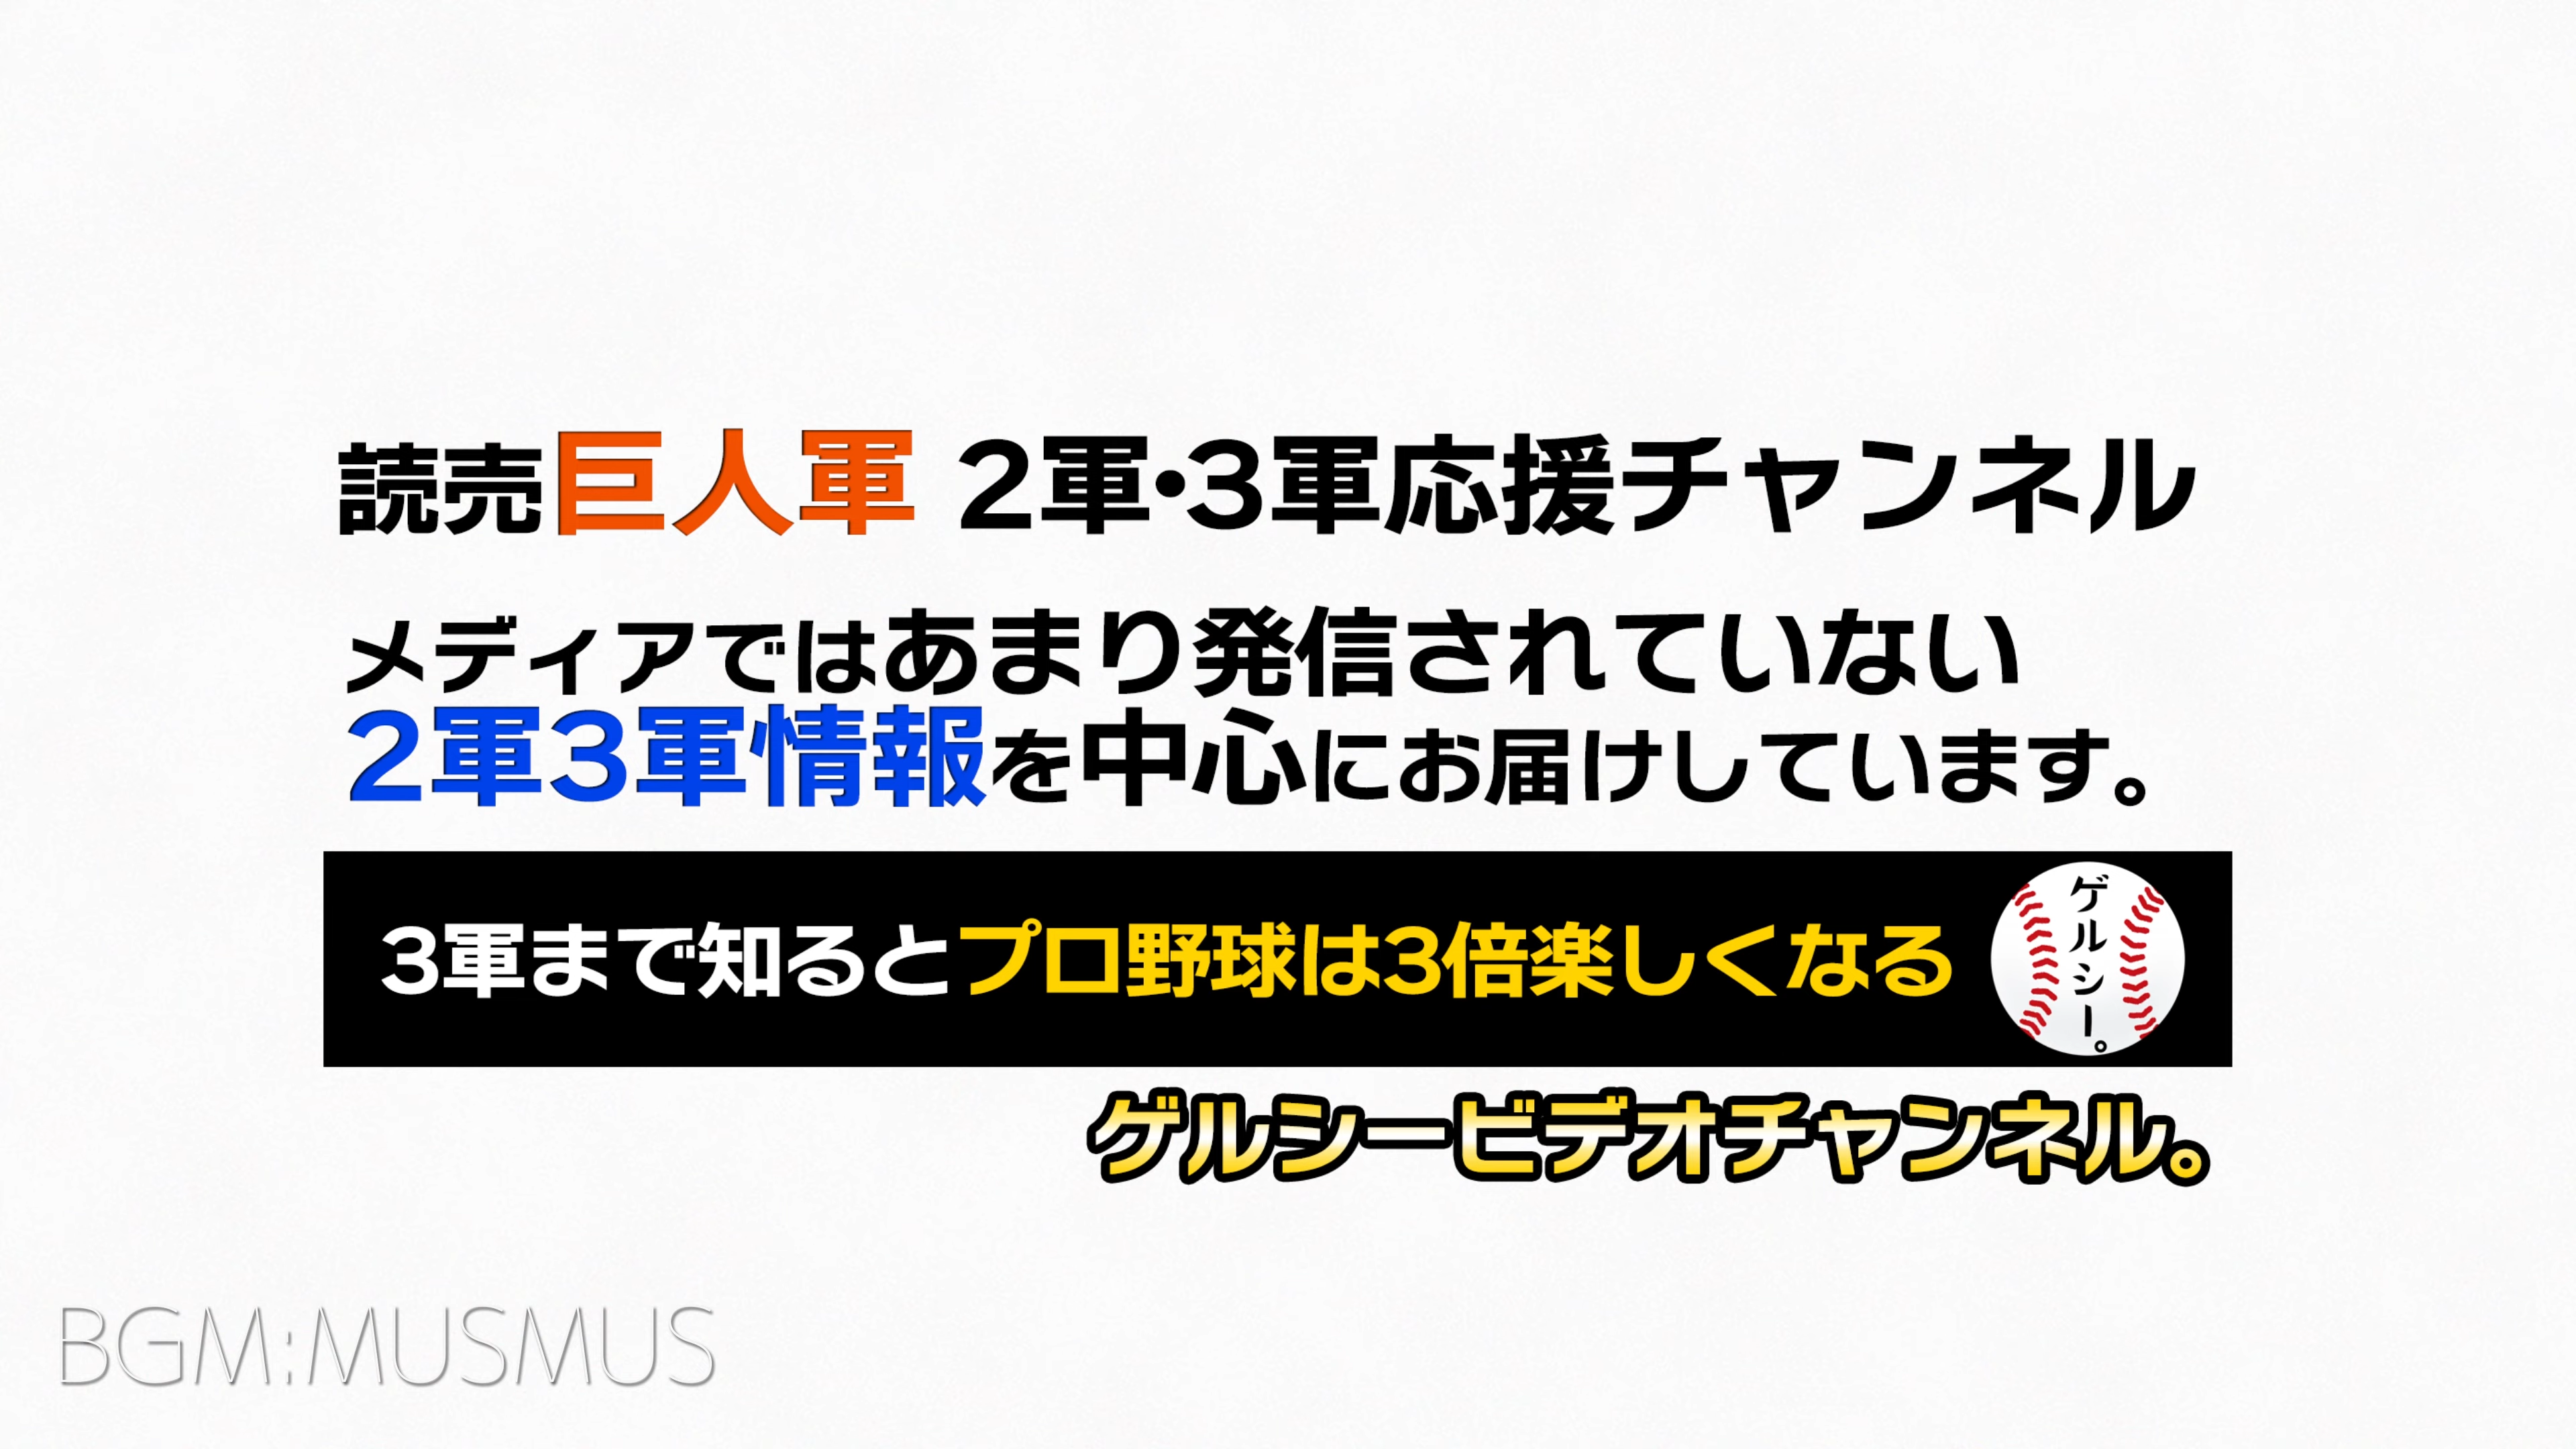 読売巨人軍 2軍・3軍応援チャンネル
メディアではあまり発信されていない
2軍3軍情報を中心にお届けしています。
3軍まで知るとプロ野球は3倍楽しくなる
ゲルシー。
ゲルシービデオチャンネル。
BGM:MUSMUS